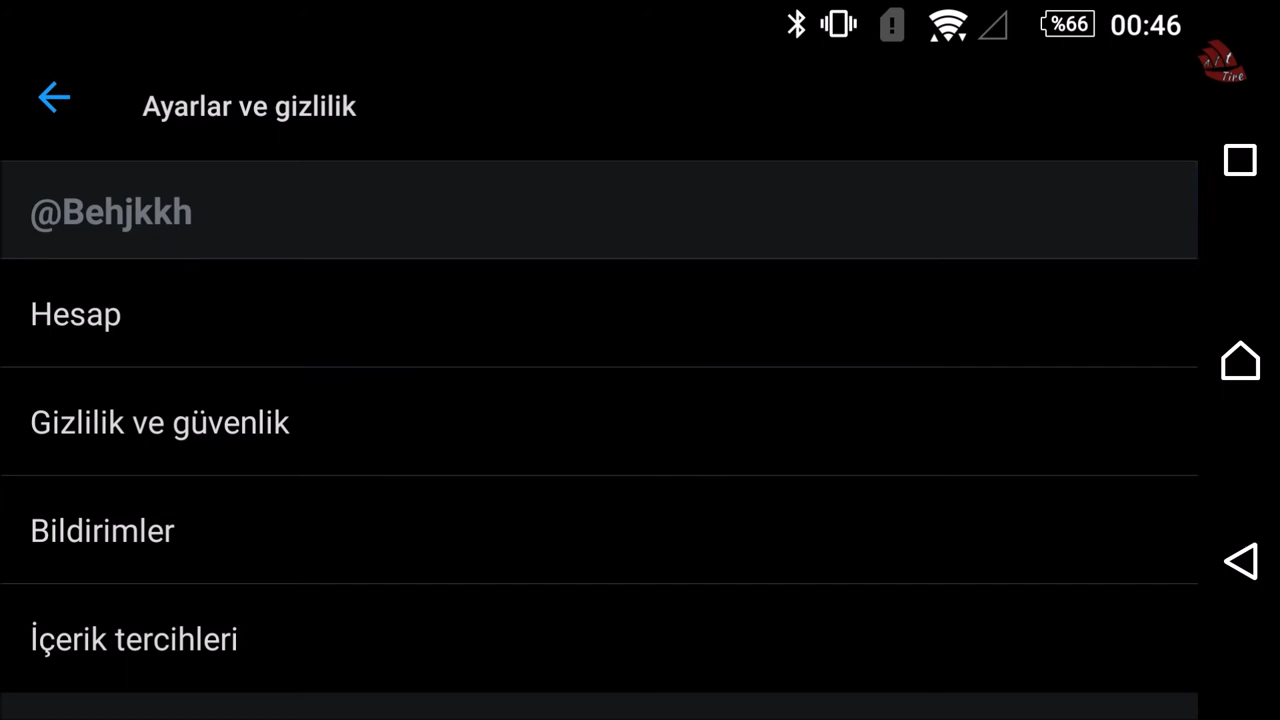 %66 00:46
Ayarlar ve gizlilik
@Behjkkh
Hesap
Gizlilik ve güvenlik
Bildirimler
İçerik tercihleri